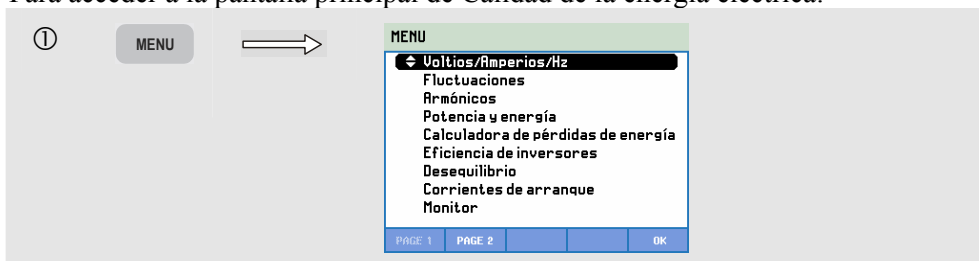 Para acceder a la pantalla principal de Calidad de la energía eléctrica:
① MENU MENU
Voltios/Amperios/Hz
Fluctuaciones
Armónicos
Potencia y energía
Calculadora de pérdidas de energía
Eficiencia de inversores
Desequilibrio
Corrientes de arranque
Monitor
PAGE 1 PAGE 2 OK